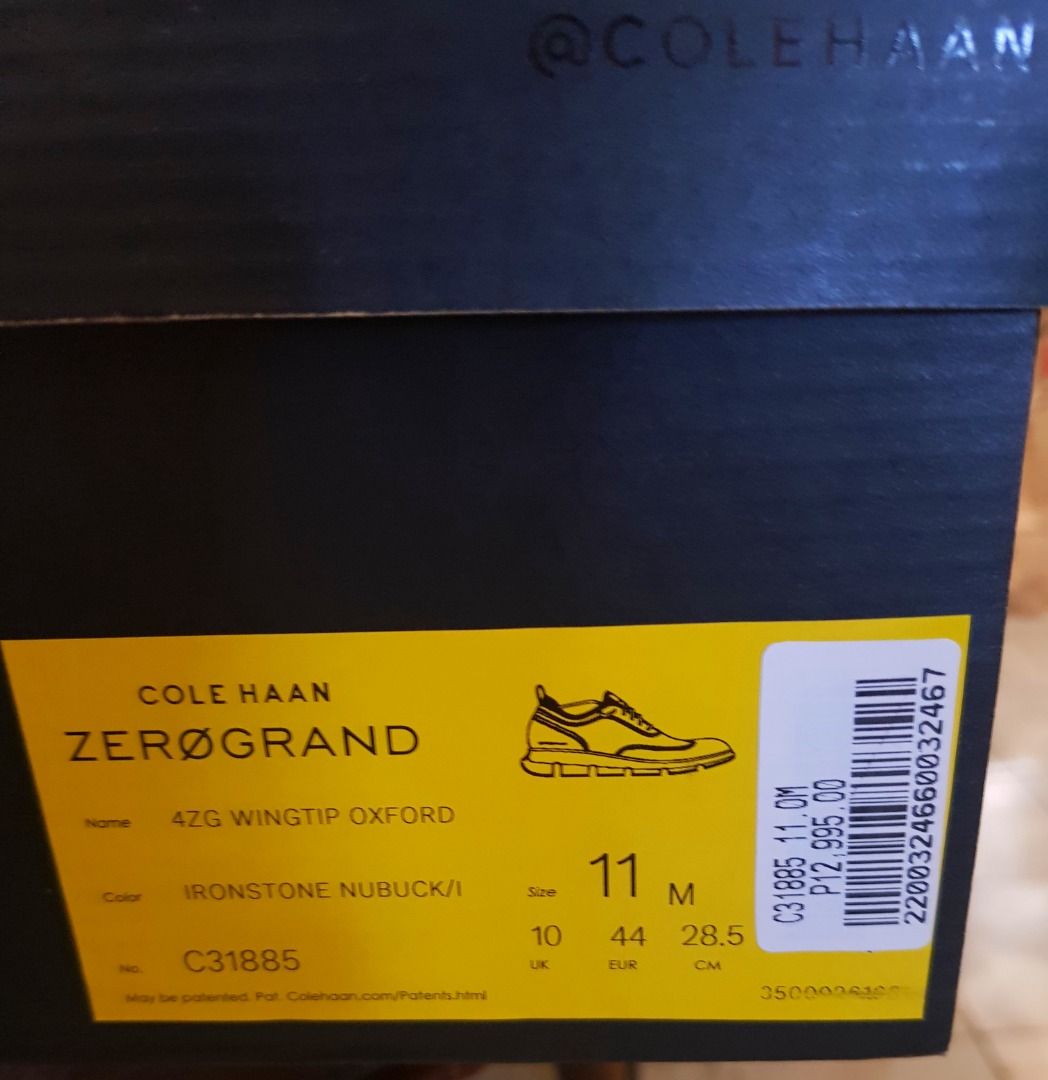 @COLEHAAN
COLE HAAN
ZERØGRAND
Name 4ZG WINGTIP OXFORD
Color IRONSTONE NUBUCK/I
No. C31885
May be patented. Pat. Colehaan.com/Patents.html
Size 11 M
10 44 28.5
UK EUR CM
C31885 11.0M
P12,995.00
2200324660032467